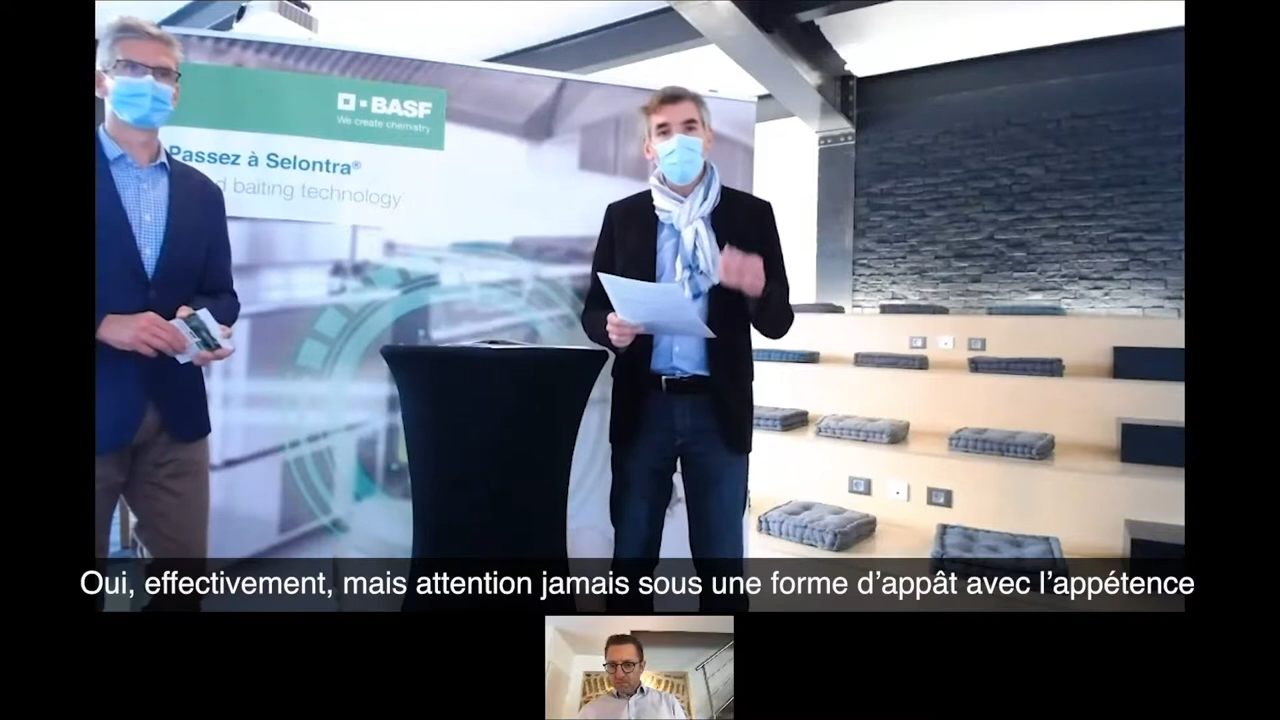 BASF
We create chemistry
Passez à Selontra®
baiting technology
Oui, effectivement, mais attention jamais sous une forme d’appât avec l’appétence